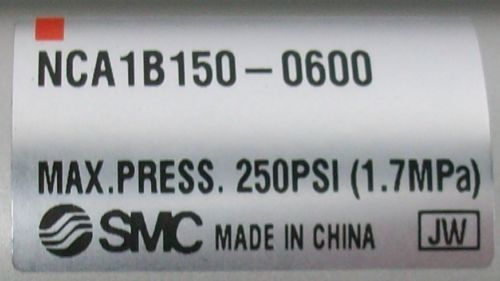 NCA1B150-0600
MAX.PRESS. 250PSI (1.7MPa)
SMC MADE IN CHINA JW